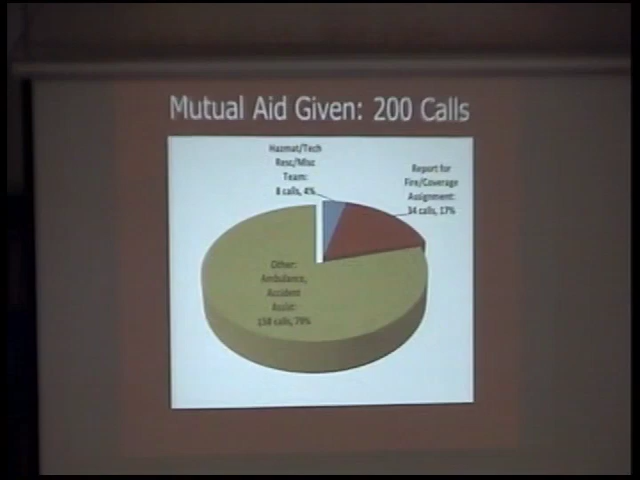 Mutual Aid Given: 200 Calls
Hazmat/Tech
Resc/Misc
Team:
8 calls, 4%
Report for
Fire/Coverage
Assignment:
34 calls, 17%
Other:
Ambulance,
Accident
Assist:
158 calls, 79%